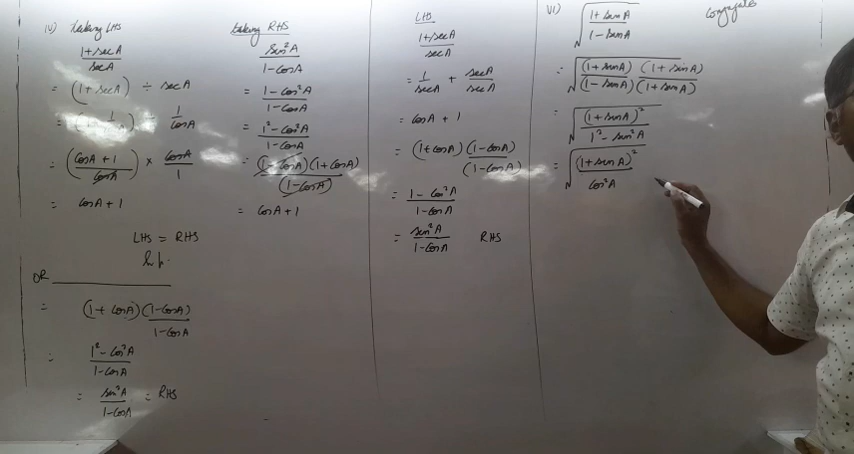 iv) Taking LHS
1+secA / secA
= (1+secA) ÷ secA
= ÷ 1/cosA
= (cosA+1 / cosA) × cosA / 1
= cosA+1
taking RHS
sin²A / 1-cosA
= 1-cos²A / 1-cosA
= 1²-cos²A / 1-cosA
= (1-cosA)(1+cosA) / (1-cosA)
= cosA+1
LHS = RHS
h.p.
OR
= (1+cosA)(1-cosA) / 1-cosA
= 1²-cos²A / 1-cosA
= sin²A / 1-cosA = RHS
LHS
1+secA / secA
= 1/secA + secA/secA
= cosA+1
= (1+cosA) (1-cosA) / (1-cosA)
= 1-cos²A / 1-cosA
= sin²A / 1-cosA RHS
vi) √(1+sinA / 1-sinA) conjugate
= √((1+sinA) (1+sinA) / (1-sinA) (1+sinA))
= √((1+sinA)² / 1²-sin²A)
= √((1+sinA)² / cos²A)